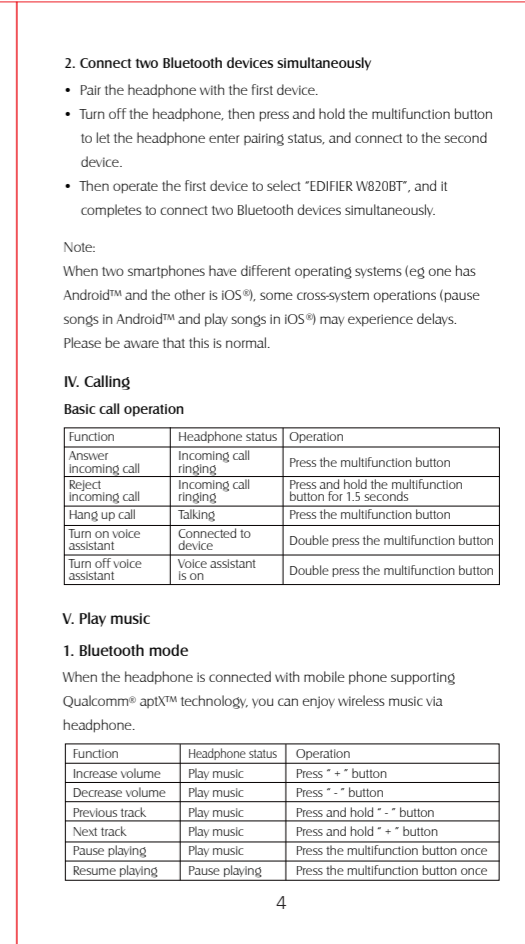 2. Connect two Bluetooth devices simultaneously
• Pair the headphone with the first device.
• Turn off the headphone, then press and hold the multifunction button
to let the headphone enter pairing status, and connect to the second
device.
• Then operate the first device to select "EDIFIER W820BT", and it
completes to connect two Bluetooth devices simultaneously.
Note:
When two smartphones have different operating systems (eg one has
Android™ and the other is iOS®), some cross-system operations (pause
songs in Android™ and play songs in iOS®) may experience delays.
Please be aware that this is normal.
IV. Calling
Basic call operation
Function Headphone status Operation
Answer incoming call Incoming call ringing Press the multifunction button
Reject incoming call Incoming call ringing Press and hold the multifunction button for 1.5 seconds
Hang up call Talking Press the multifunction button
Turn on voice assistant Connected to device Double press the multifunction button
Turn off voice assistant Voice assistant is on Double press the multifunction button
V. Play music
1. Bluetooth mode
When the headphone is connected with mobile phone supporting
Qualcomm® aptX™ technology, you can enjoy wireless music via
headphone.
Function Headphone status Operation
Increase volume Play music Press " + " button
Decrease volume Play music Press " - " button
Previous track Play music Press and hold " - " button
Next track Play music Press and hold " + " button
Pause playing Play music Press the multifunction button once
Resume playing Pause playing Press the multifunction button once
4